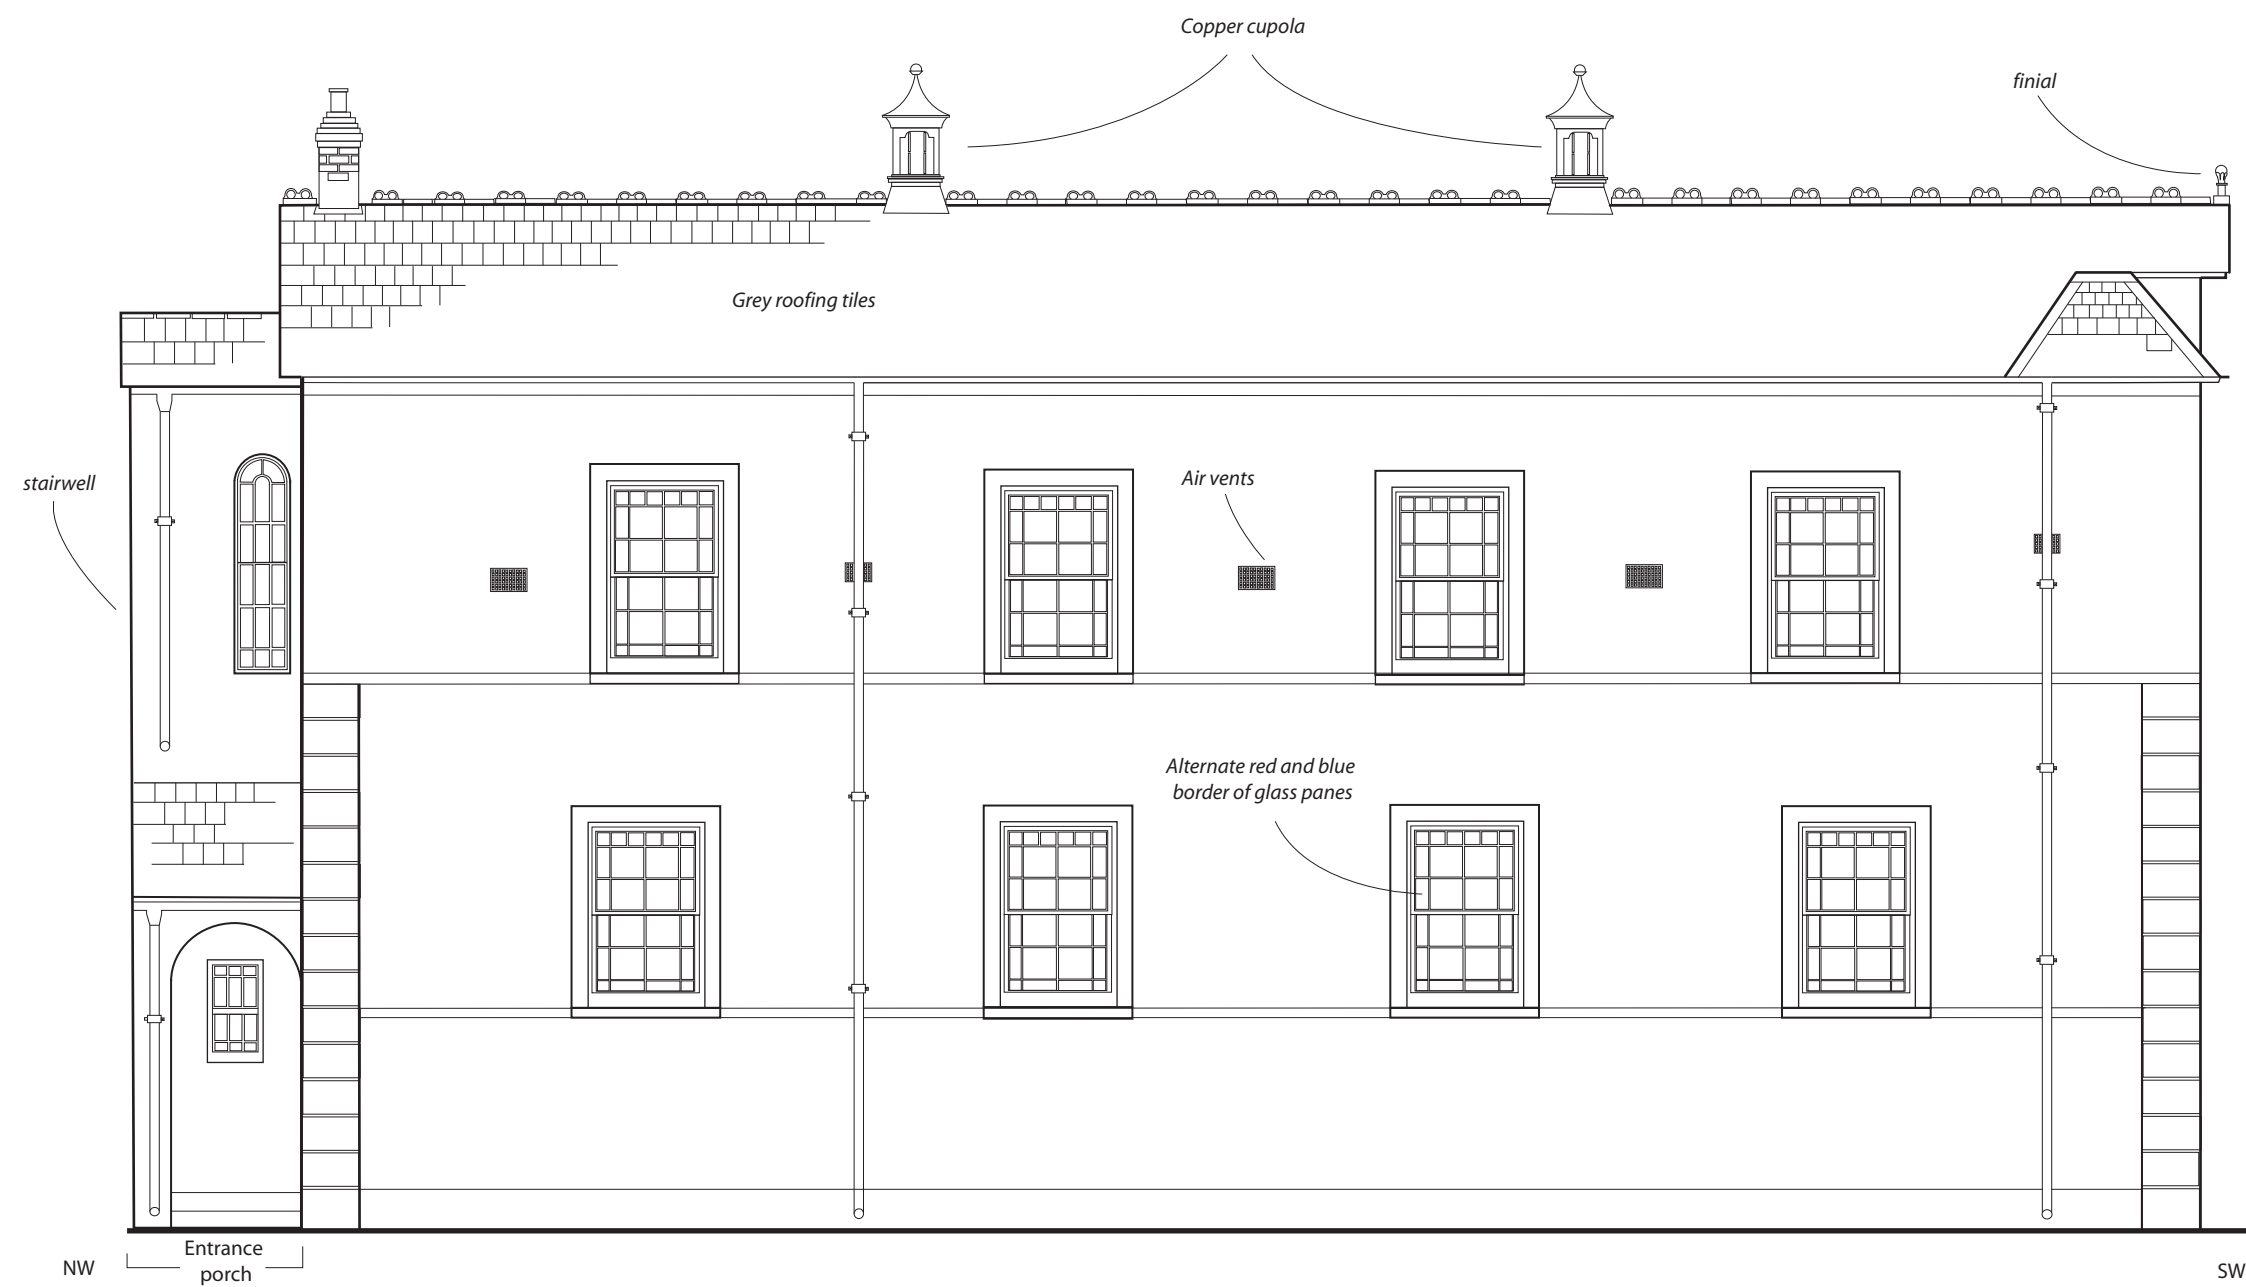 Copper cupola
finial
Grey roofing tiles
stairwell
Air vents
Alternate red and blue
border of glass panes
NW
Entrance
porch
SW